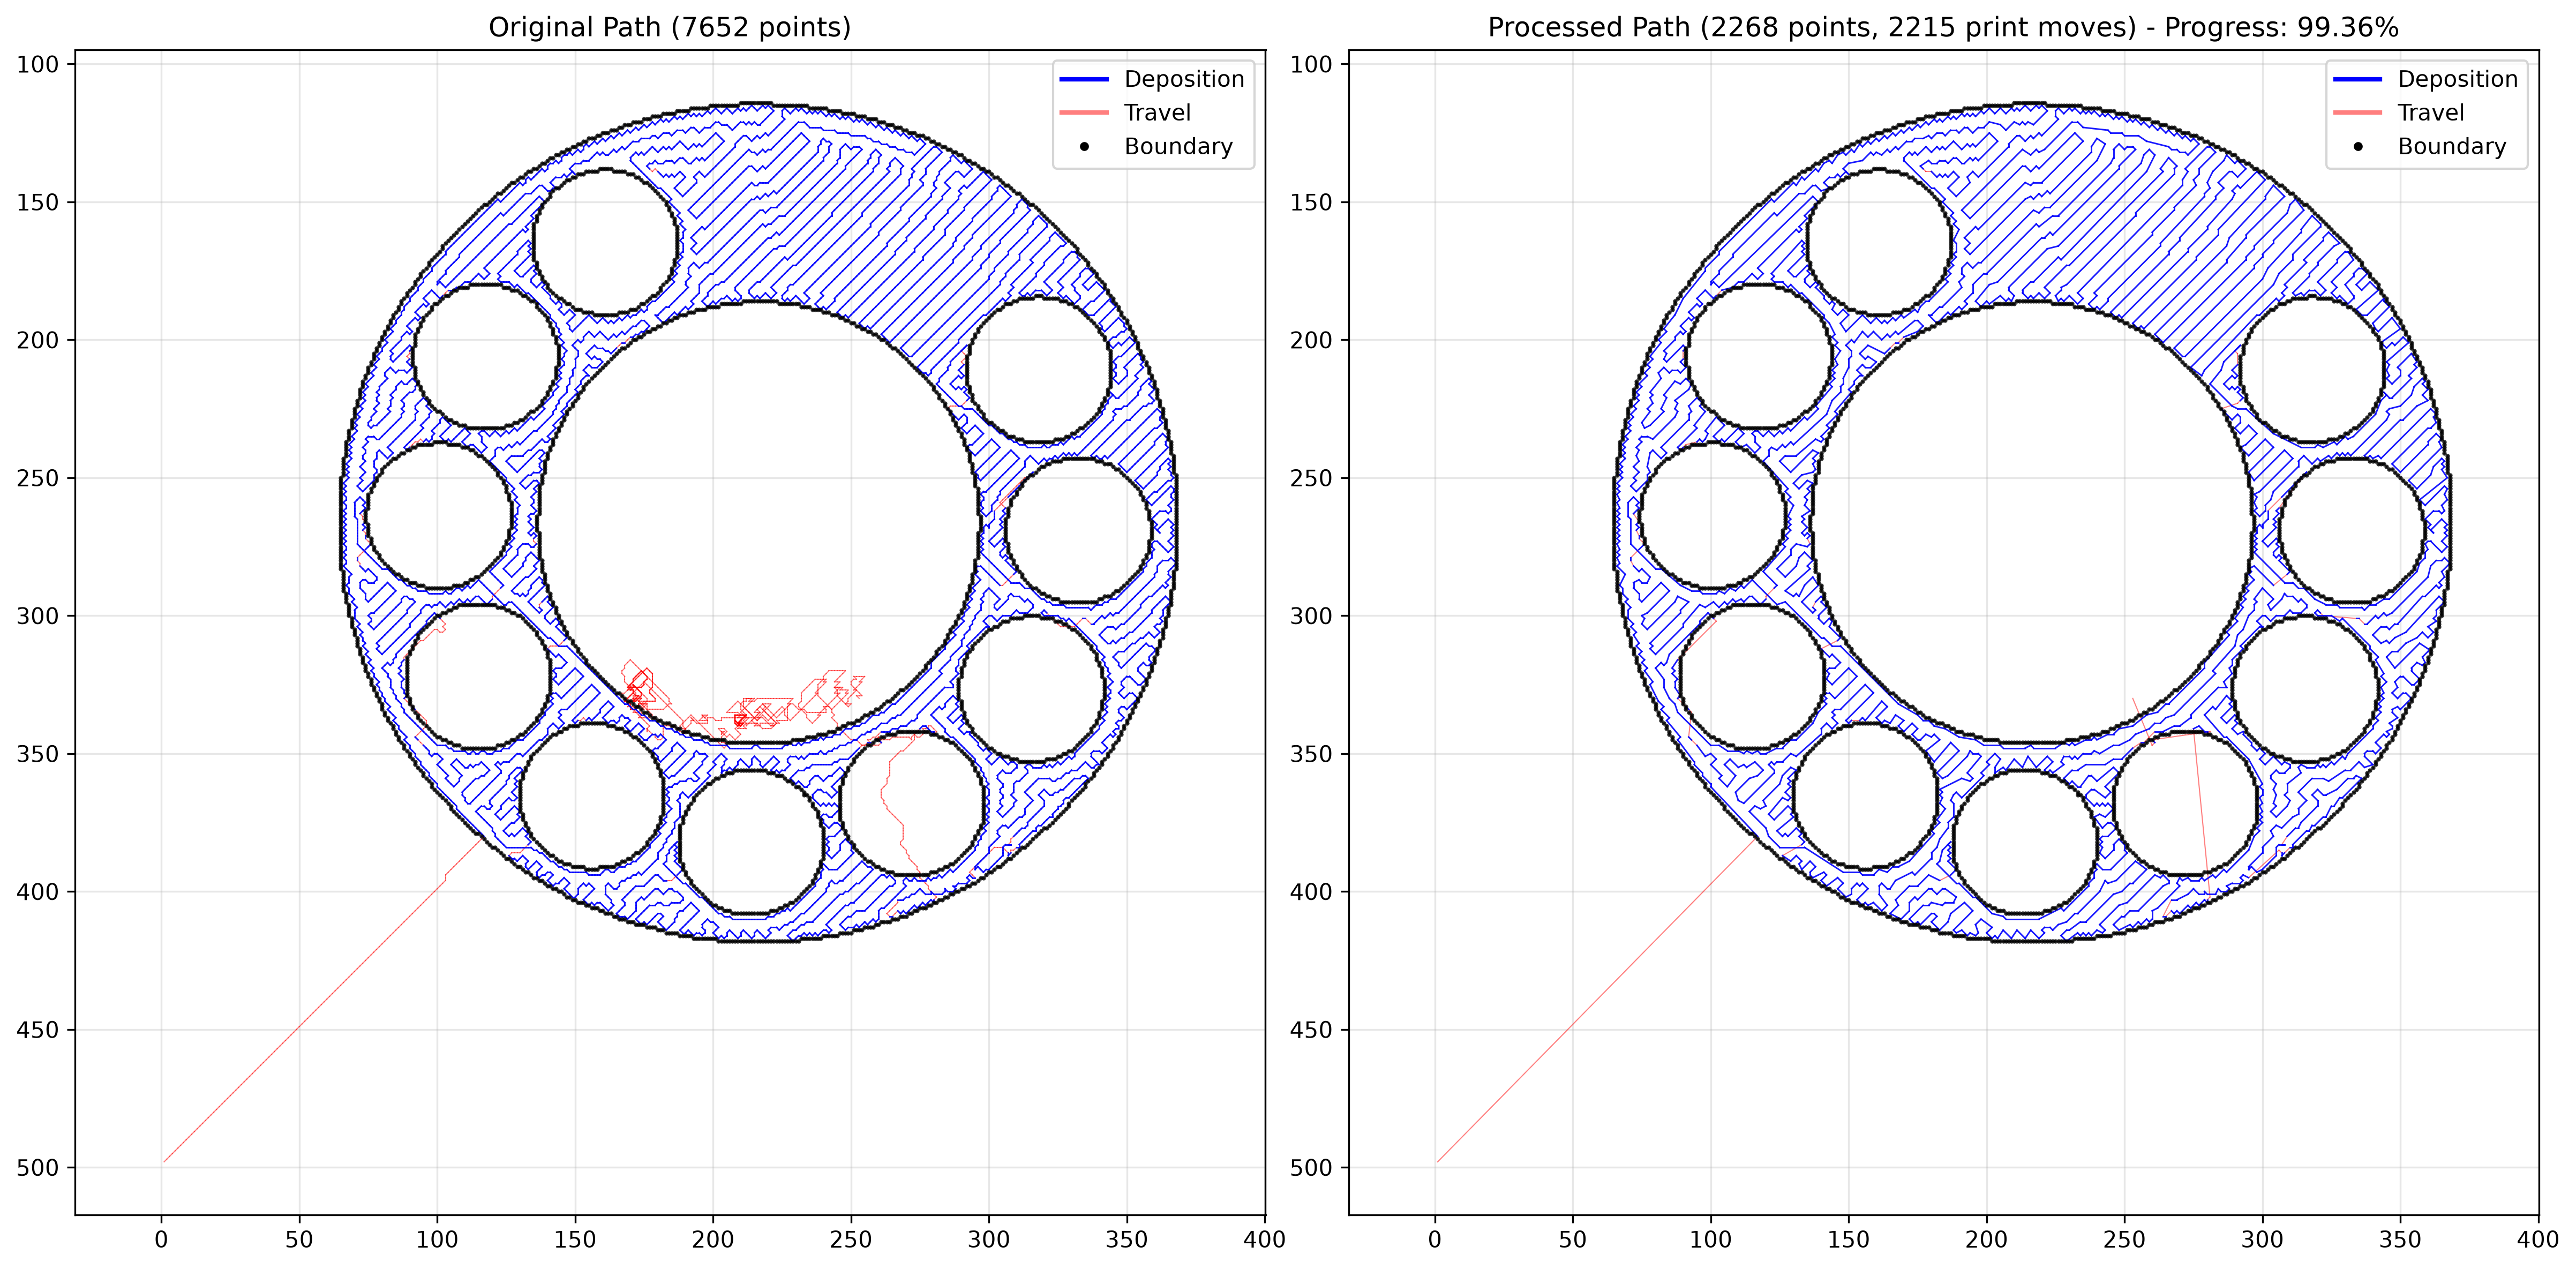 Original Path (7652 points)
Deposition
Travel
Boundary
100
150
200
250
300
350
400
450
500
0 50 100 150 200 250 300 350 400
Processed Path (2268 points, 2215 print moves) - Progress: 99.36%
Deposition
Travel
Boundary
100
150
200
250
300
350
400
450
500
0 50 100 150 200 250 300 350 400